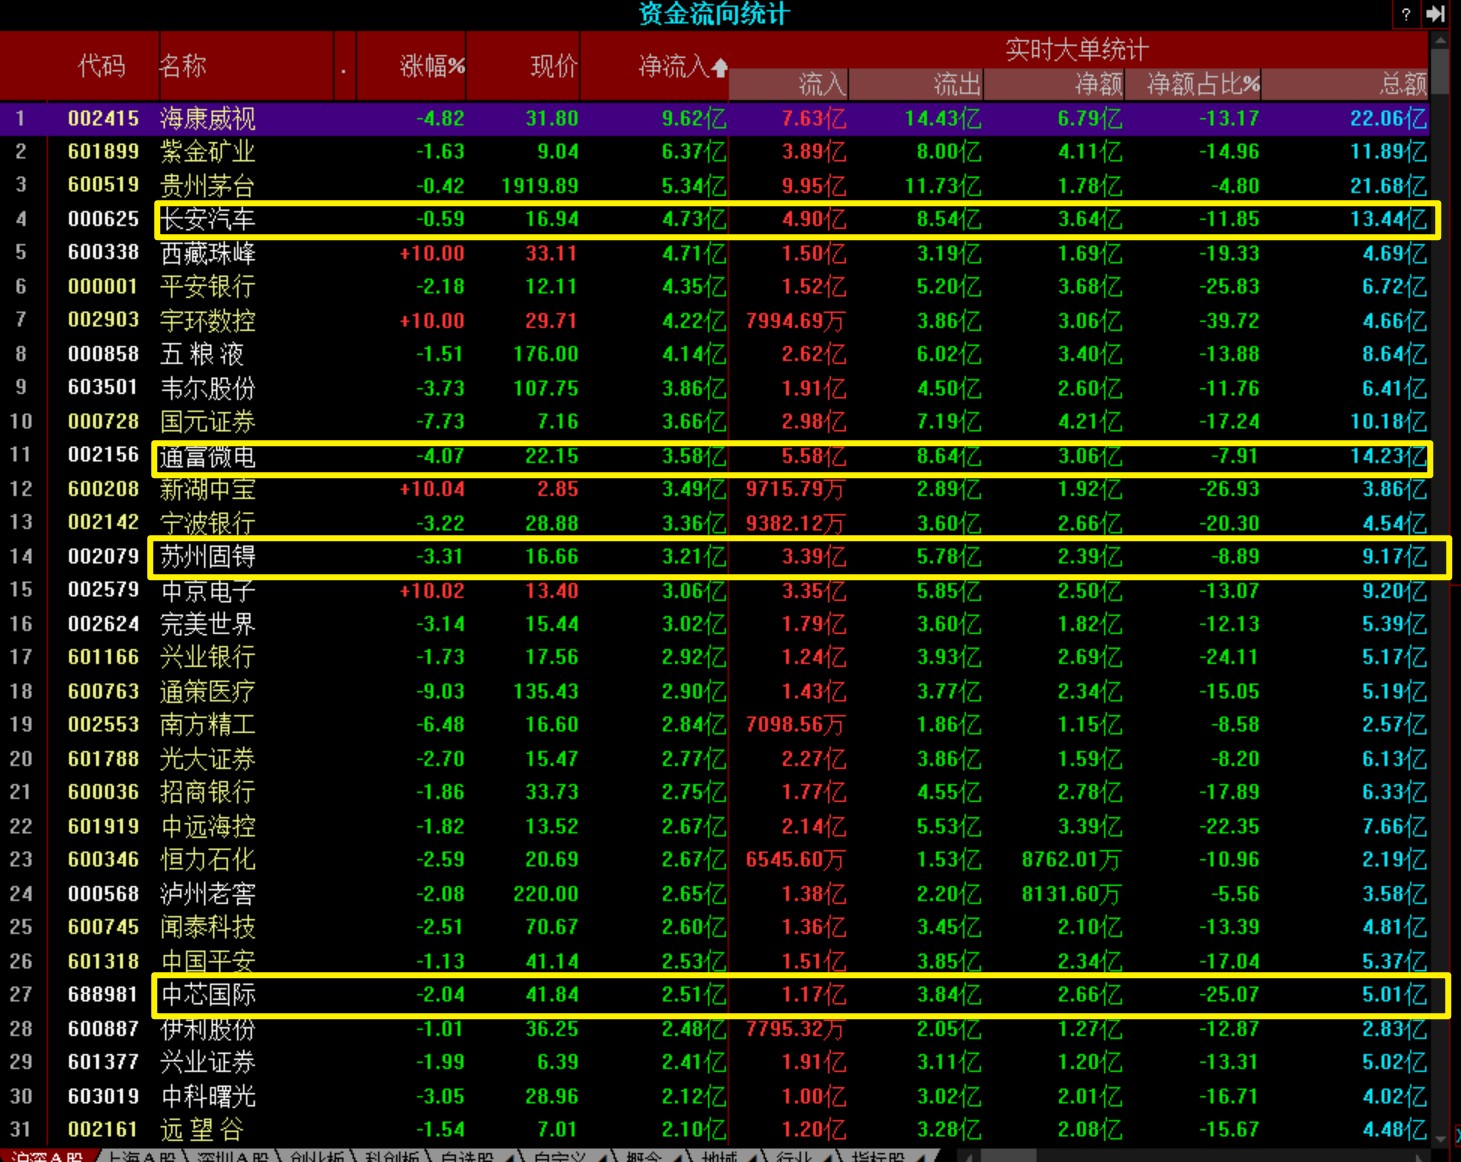 资金流向统计 ?
实时大单统计
代码 名称 . 涨幅% 现价 净流入 流入 流出 净额 净额占比% 总额
1 002415 海康威视 -4.82 31.80 9.62亿 7.63亿 14.43亿 6.79亿 -13.17 22.06亿
2 601899 紫金矿业 -1.63 9.04 6.37亿 3.89亿 8.00亿 4.11亿 -14.96 11.89亿
3 600519 贵州茅台 -0.42 1919.89 5.34亿 9.95亿 11.73亿 1.78亿 -4.80 21.68亿
4 000625 长安汽车 -0.59 16.94 4.73亿 4.90亿 8.54亿 3.64亿 -11.85 13.44亿
5 600338 西藏珠峰 +10.00 33.11 4.71亿 1.50亿 3.19亿 1.69亿 -19.33 4.69亿
6 000001 平安银行 -2.18 12.11 4.35亿 1.52亿 5.20亿 3.68亿 -25.83 6.72亿
7 002903 宇环数控 +10.00 29.71 4.22亿 7994.69万 3.86亿 3.06亿 -39.72 4.66亿
8 000858 五 粮 液 -1.51 176.00 4.14亿 2.62亿 6.02亿 3.40亿 -13.88 8.64亿
9 603501 韦尔股份 -3.73 107.75 3.86亿 1.91亿 4.50亿 2.60亿 -11.76 6.41亿
10 000728 国元证券 -7.73 7.16 3.66亿 2.98亿 7.19亿 4.21亿 -17.24 10.18亿
11 002156 通富微电 -4.07 22.15 3.58亿 5.58亿 8.64亿 3.06亿 -7.91 14.23亿
12 600208 新湖中宝 +10.04 2.85 3.49亿 9715.79万 2.89亿 1.92亿 -26.93 3.86亿
13 002142 宁波银行 -3.22 28.88 3.36亿 9382.12万 3.60亿 2.66亿 -20.30 4.54亿
14 002079 苏州固锝 -3.31 16.66 3.21亿 3.39亿 5.78亿 2.39亿 -8.89 9.17亿
15 002579 中京电子 +10.02 13.40 3.06亿 3.35亿 5.85亿 2.50亿 -13.07 9.20亿
16 002624 完美世界 -3.14 15.44 3.02亿 1.79亿 3.60亿 1.82亿 -12.13 5.39亿
17 601166 兴业银行 -1.73 17.56 2.92亿 1.24亿 3.93亿 2.69亿 -24.11 5.17亿
18 600763 通策医疗 -9.03 135.43 2.90亿 1.43亿 3.77亿 2.34亿 -15.05 5.19亿
19 002553 南方精工 -6.48 16.60 2.84亿 7098.56万 1.86亿 1.15亿 -8.58 2.57亿
20 601788 光大证券 -2.70 15.47 2.77亿 2.27亿 3.86亿 1.59亿 -8.20 6.13亿
21 600036 招商银行 -1.86 33.73 2.75亿 1.77亿 4.55亿 2.78亿 -17.89 6.33亿
22 601919 中远海控 -1.82 13.52 2.67亿 2.14亿 5.53亿 3.39亿 -22.35 7.66亿
23 600346 恒力石化 -2.59 20.69 2.67亿 6545.60万 1.53亿 8762.01万 -10.96 2.19亿
24 000568 泸州老窖 -2.08 220.00 2.65亿 1.38亿 2.20亿 8131.60万 -5.56 3.58亿
25 600745 闻泰科技 -2.51 70.67 2.60亿 1.36亿 3.45亿 2.10亿 -13.39 4.81亿
26 601318 中国平安 -1.13 41.14 2.53亿 1.51亿 3.85亿 2.34亿 -17.04 5.37亿
27 688981 中芯国际 -2.04 41.84 2.51亿 1.17亿 3.84亿 2.66亿 -25.07 5.01亿
28 600887 伊利股份 -1.01 36.25 2.48亿 7795.32万 2.05亿 1.27亿 -12.87 2.83亿
29 601377 兴业证券 -1.99 6.39 2.41亿 1.91亿 3.11亿 1.20亿 -13.31 5.02亿
30 603019 中科曙光 -3.05 28.96 2.12亿 1.00亿 3.02亿 2.01亿 -16.71 4.02亿
31 002161 远 望 谷 -1.54 7.01 2.10亿 1.20亿 3.28亿 2.08亿 -15.67 4.48亿
沪深A股 上海A股 深圳A股 创业板 科创板 自选股 自定义 概念 地域 行业 指标股